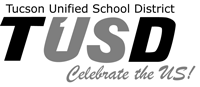 Tucson Unified School District
TUSD
Celebrate the US!